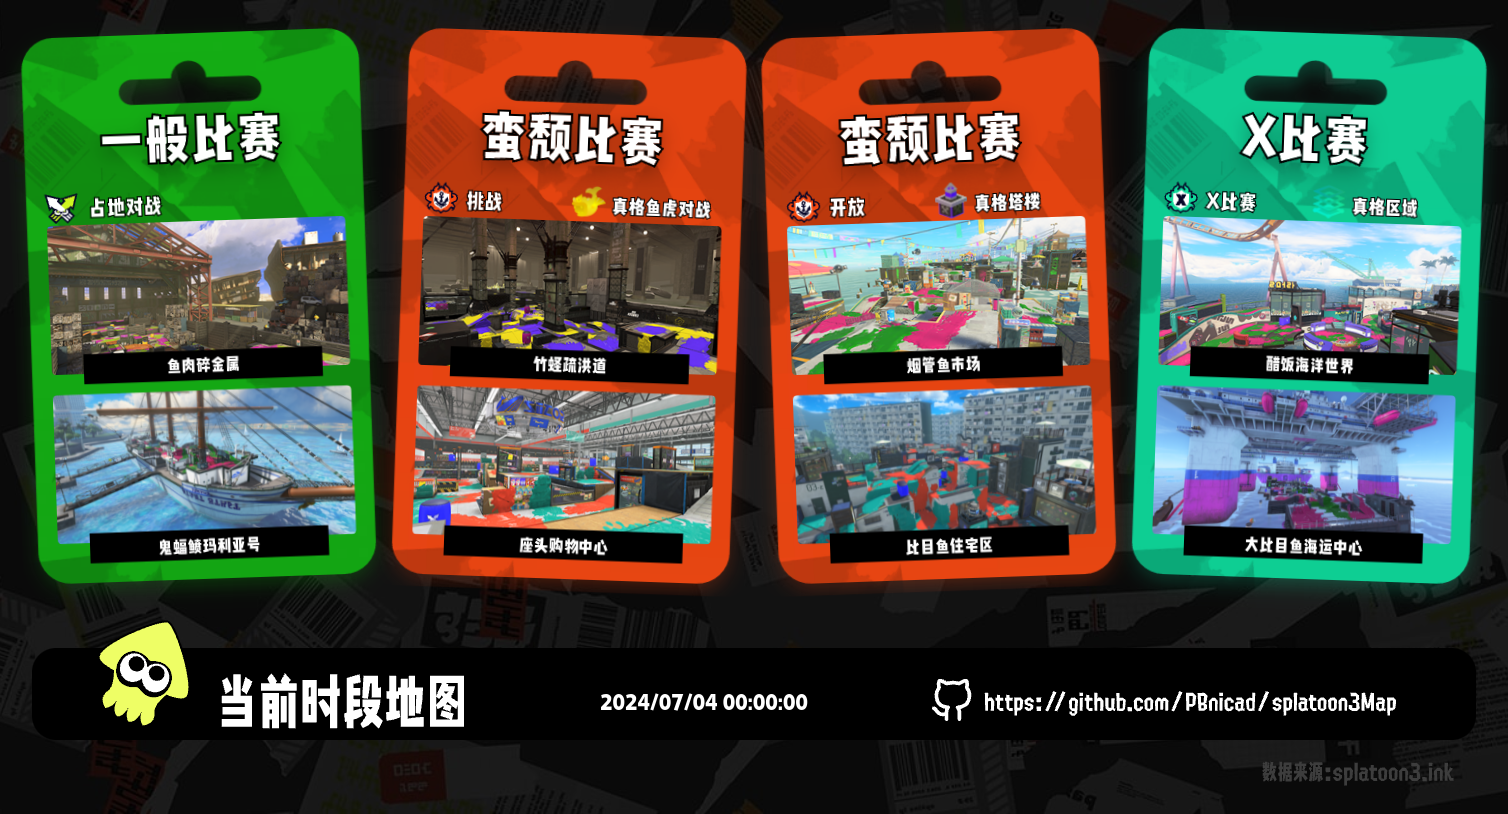 一般比赛
占地对战
鱼肉碎金属
鬼蝠鲼玛利亚号
蛮颓比赛
挑战
真格鱼虎对战
竹蛏疏洪道
座头购物中心
蛮颓比赛
开放
真格塔楼
烟管鱼市场
比目鱼住宅区
X比赛
X比赛
真格区域
醋饭海洋世界
大比目鱼海运中心
当前时段地图
2024/07/04 00:00:00
https://github.com/PBnicad/splatoon3Map
数据来源:splatoon3.ink